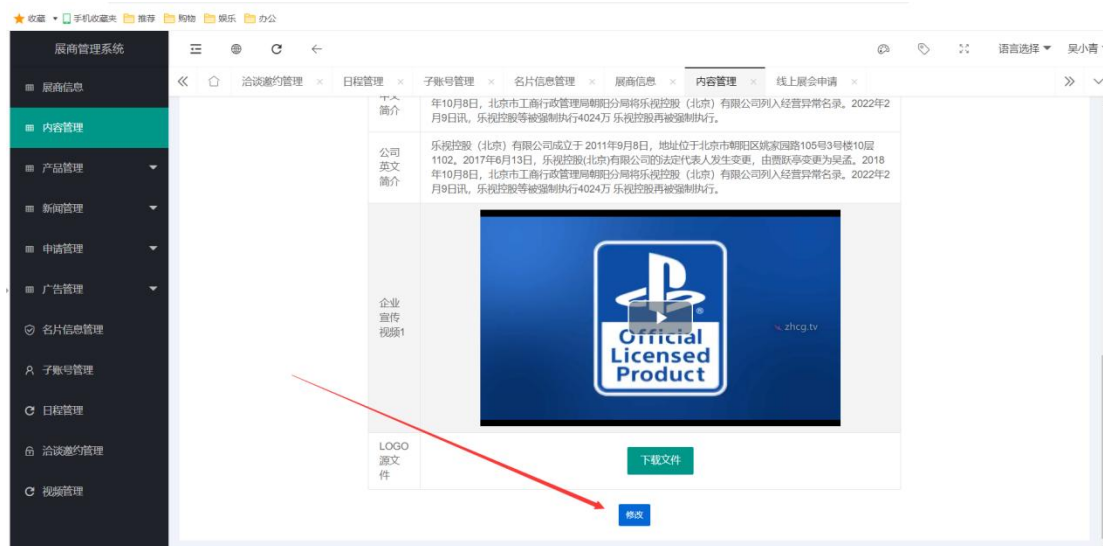 收藏 手机收藏夹 推荐 购物 娱乐 办公
展商管理系统
语言选择 吴小青
洽谈邀约管理 日程管理 子账号管理 名片信息管理 展商信息 内容管理 线上展会申请
展商信息
内容管理
产品管理
新闻管理
申请管理
广告管理
名片信息管理
子账号管理
日程管理
洽谈邀约管理
视频管理
中文
简介
年10月8日，北京市工商行政管理局朝阳分局将乐视控股（北京）有限公司列入经营异常名录。2022年2
月9日讯，乐视控股等被强制执行4024万 乐视控股再被强制执行。
公司
英文
简介
乐视控股（北京）有限公司成立于 2011年9月8日，地址位于北京市朝阳区姚家园路105号3号楼10层
1102。2017年6月13日，乐视控股(北京)有限公司的法定代表人发生变更，由贾跃亭变更为吴孟。2018
年10月8日，北京市工商行政管理局朝阳分局将乐视控股（北京）有限公司列入经营异常名录。2022年2
月9日讯，乐视控股等被强制执行4024万 乐视控股再被强制执行。
企业
宣传
视频1
Official
Licensed
Product
zhcg.tv
LOGO
源文
件
下载文件
修改